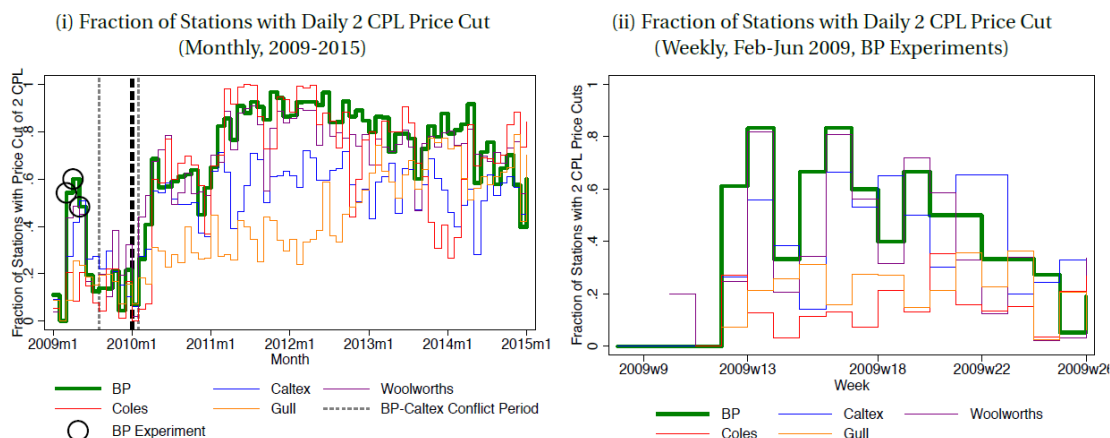 (i) Fraction of Stations with Daily 2 CPL Price Cut
(Monthly, 2009-2015)
Fraction of Stations with Price Cut of 2 CPL
0 .2 .4 .6 .8 1
2009m1 2010m1 2011m1 2012m1 2013m1 2014m1 2015m1
Month
BP Caltex Woolworths
Coles Gull BP-Caltex Conflict Period
BP Experiment
(ii) Fraction of Stations with Daily 2 CPL Price Cut
(Weekly, Feb-Jun 2009, BP Experiments)
Fraction of Stations with 2 CPL Price Cuts
0 .2 .4 .6 .8 1
2009w9 2009w13 2009w18 2009w22 2009w26
Week
BP Caltex Woolworths
Coles Gull